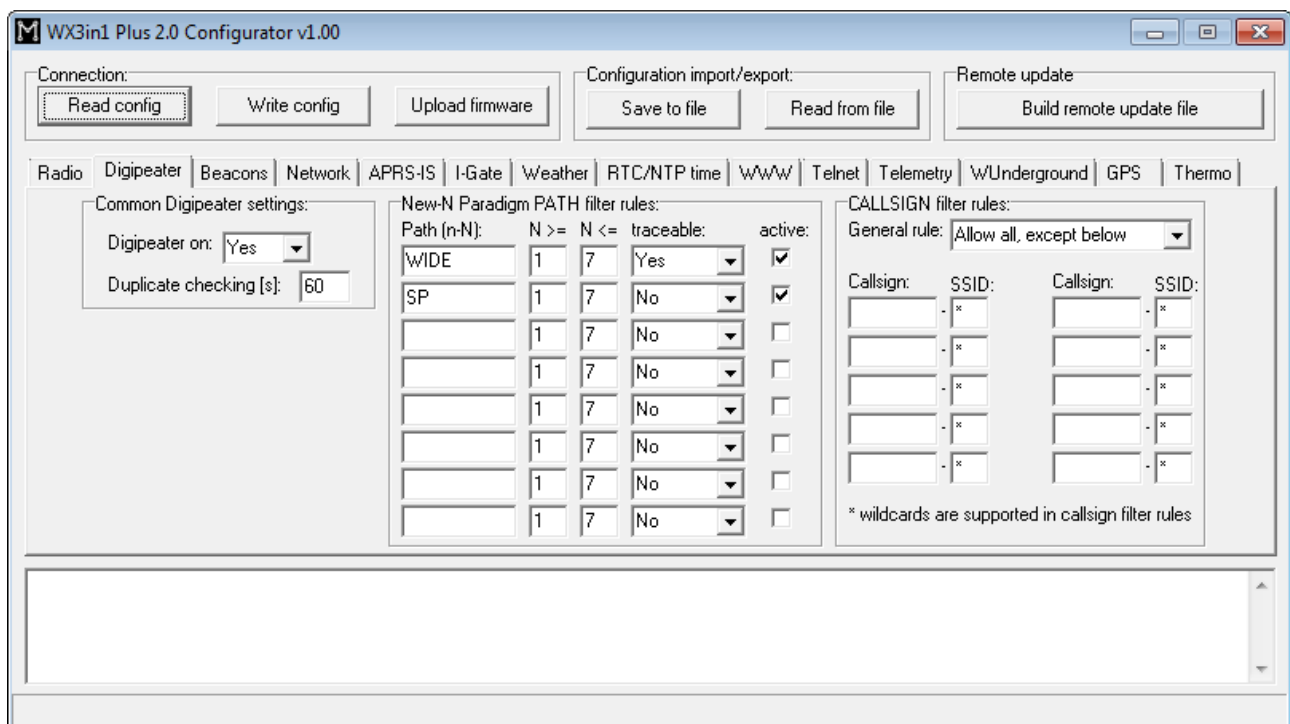 WX3in1 Plus 2.0 Configurator v1.00
Connection: Configuration import/export: Remote update
Read config Write config Upload firmware Save to file Read from file Build remote update file
Radio Digipeater Beacons Network APRS-IS I-Gate Weather RTC/NTP time WWW Telnet Telemetry WUnderground GPS Thermo
Common Digipeater settings:
Digipeater on: Yes
Duplicate checking [s]: 60
New-N Paradigm PATH filter rules:
Path (n-N): N >= N <= traceable: active:
WIDE 1 7 Yes
SP 1 7 No
1 7 No
1 7 No
1 7 No
1 7 No
1 7 No
1 7 No
CALLSIGN filter rules:
General rule: Allow all, except below
Callsign: SSID: Callsign: SSID:
- * - *
- * - *
- * - *
- * - *
- * - *
* wildcards are supported in callsign filter rules